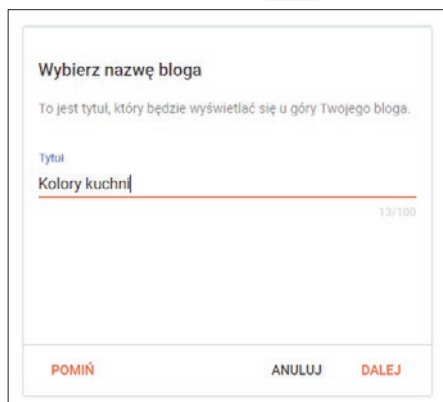 Wybierz nazwę bloga
To jest tytuł, który będzie wyświetlać się u góry Twojego bloga.
Tytuł
Kolory kuchni
13/100
POMIŃ ANULUJ DALEJ